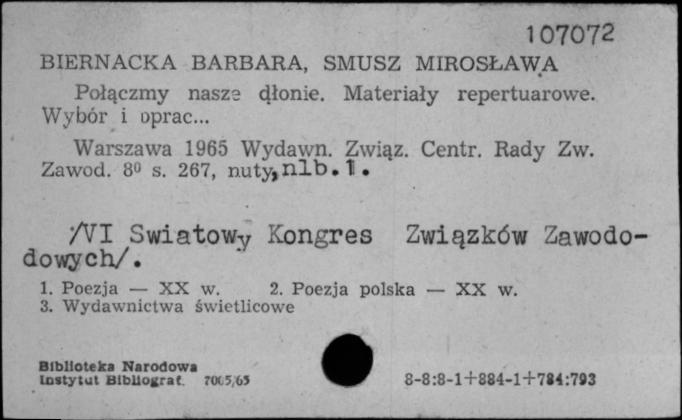 107072
BIERNACKA BARBARA, SMUSZ MIROSŁAWA
Połączmy nasze dłonie. Materiały repertuarowe.
Wybór i oprac...
Warszawa 1965 Wydawn. Związ. Centr. Rady Zw.
Zawod. 8⁰ s. 267, nuty, nlb. 1.
/VI Swiatowy Kongres Związków Zawodo-
dowych/.
1. Poezja — XX w. 2. Poezja polska — XX w.
3. Wydawnictwa świetlicowe
Biblioteka Narodowa
Instytut Bibliograf. 7005/65
8-8:8-1+884-1+784:793